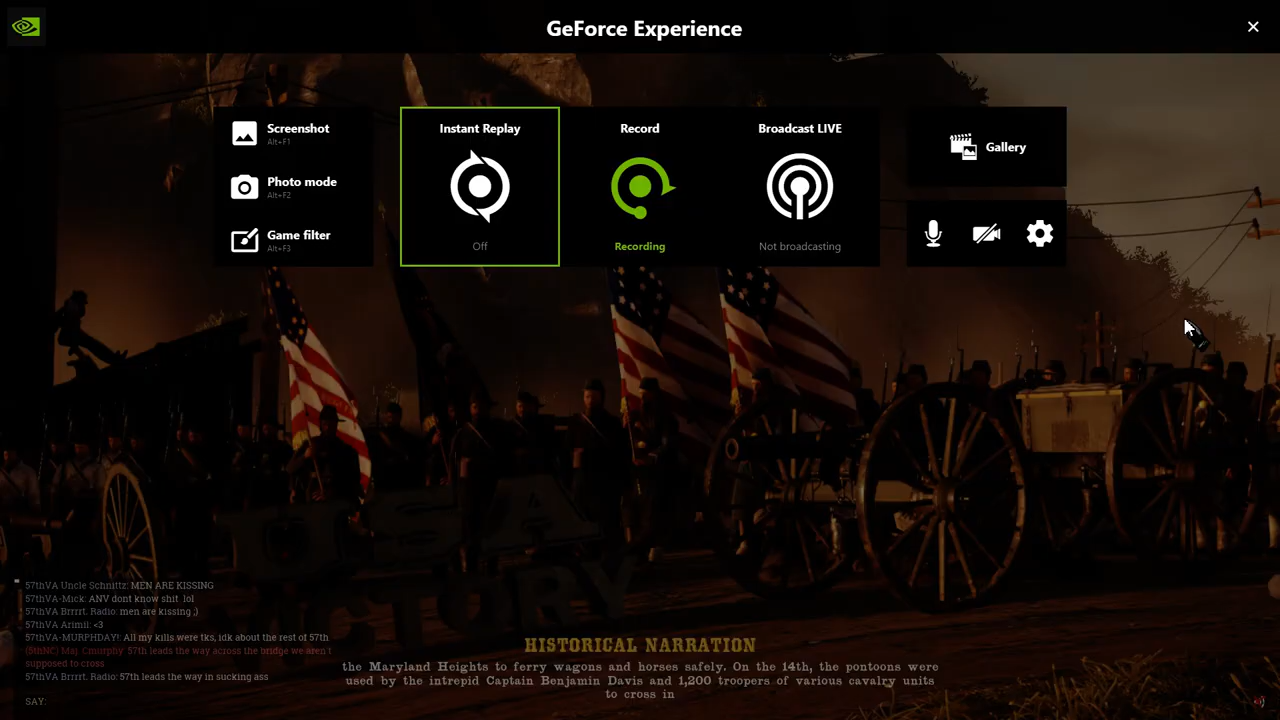 GeForce Experience
Screenshot
Alt+F1
Photo mode
Alt+F2
Game filter
Alt+F3
Instant Replay
Off
Record
Recording
Broadcast LIVE
Not broadcasting
Gallery
USA
VICTORY
57thVA Uncle Schnittz: MEN ARE KISSING
57thVA-Mick: ANV dont know shit lol
57thVA Brrrrt. Radio: men are kissing ;)
57thVA Arimil: <3
57thVA-MURPHDAY!: All my kills were tks, idk about the rest of 57th
(5thNC) Maj. Cmurphy: 57th leads the way across the bridge we aren't
supposed to cross
57thVA Brrrrt. Radio: 57th leads the way in sucking ass
SAY:
HISTORICAL NARRATION
the Maryland Heights to ferry wagons and horses safely. On the 14th, the pontoons were
used by the intrepid Captain Benjamin Davis and 1,200 troopers of various cavalry units
to cross in